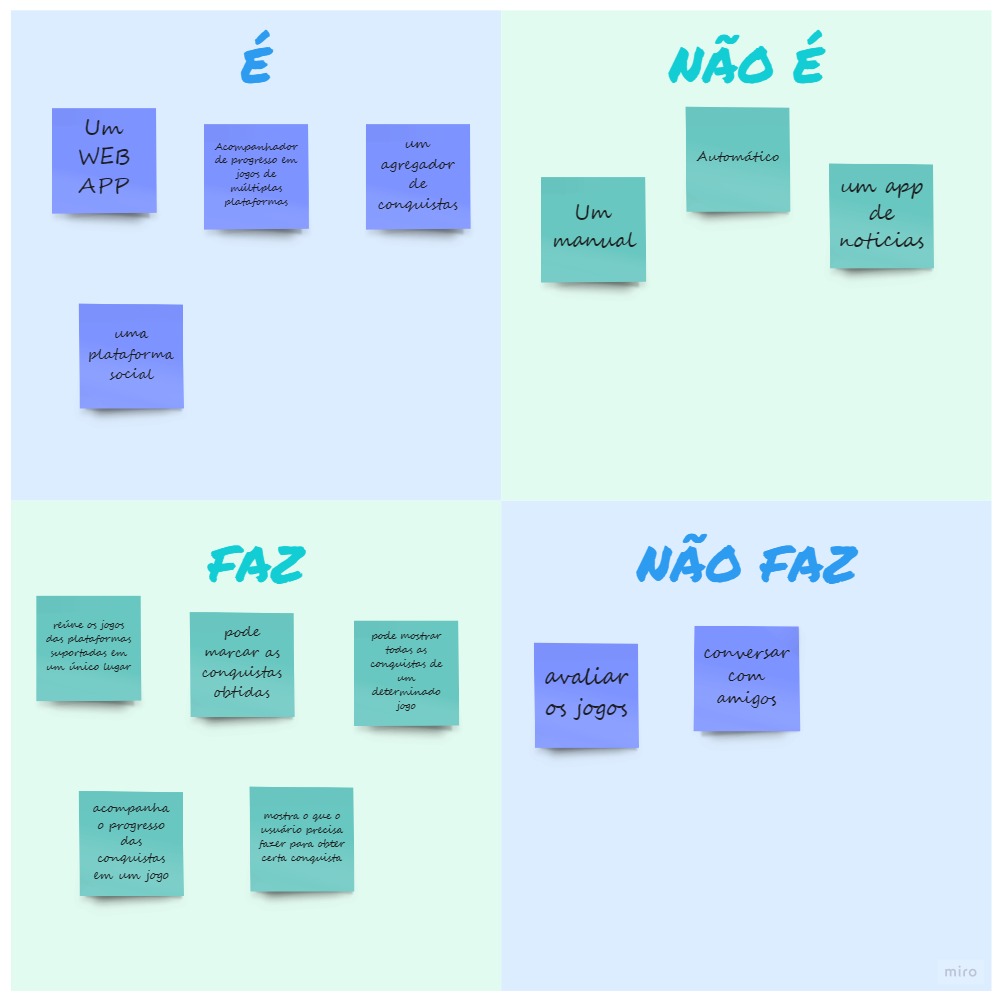 É
Um
WEB
APP
Acompanhador
de progresso em
jogos de
múltiplas
plataformas
um
agregador
de
conquistas
uma
plataforma
social
NÃO É
Um
manual
Automático
um app
de
noticias
FAZ
reúne os jogos
das plataformas
suportadas em
um único lugar
pode
marcar as
conquistas
obtidas
pode mostrar
todas as
conquistas de
um
determinado
jogo
acompanha
o progresso
das
conquistas
em um jogo
mostra o que o
usuário precisa
fazer para obter
certa conquista
NÃO FAZ
avaliar
os jogos
conversar
com
amigos
miro